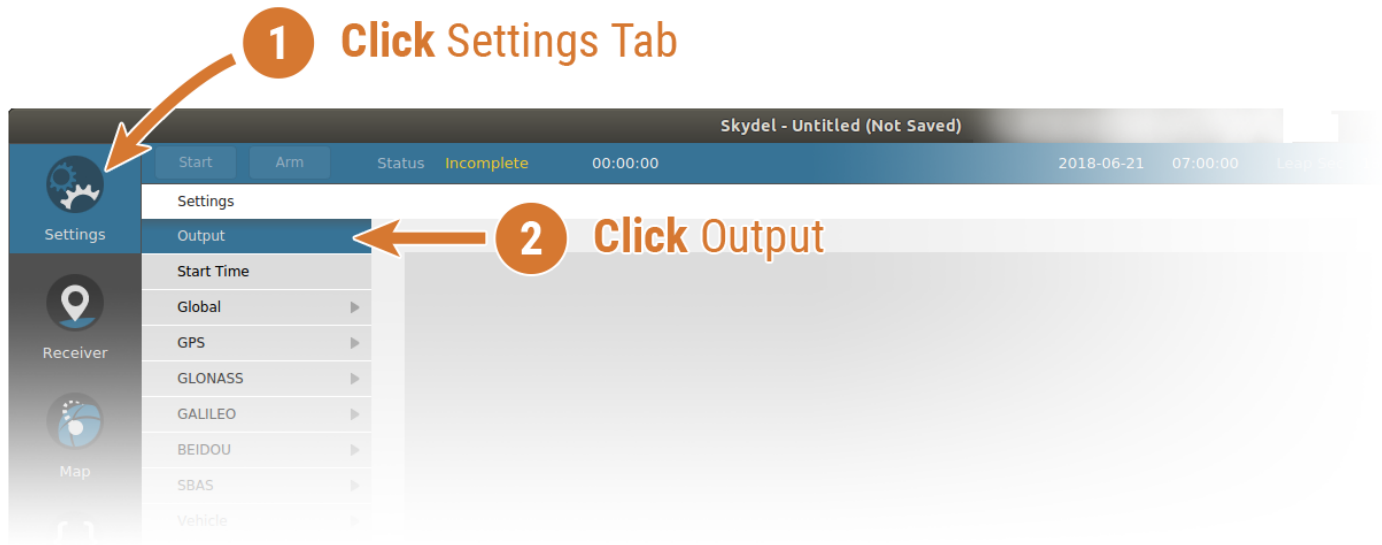 1 Click Settings Tab
Skydel - Untitled (Not Saved)
Start Arm Status Incomplete 00:00:00 2018-06-21 07:00:00 Leap
Settings
Settings
Output
2 Click Output
Start Time
Global
GPS
Receiver
GLONASS
GALILEO
BEIDOU
Map
SBAS
Vehicle